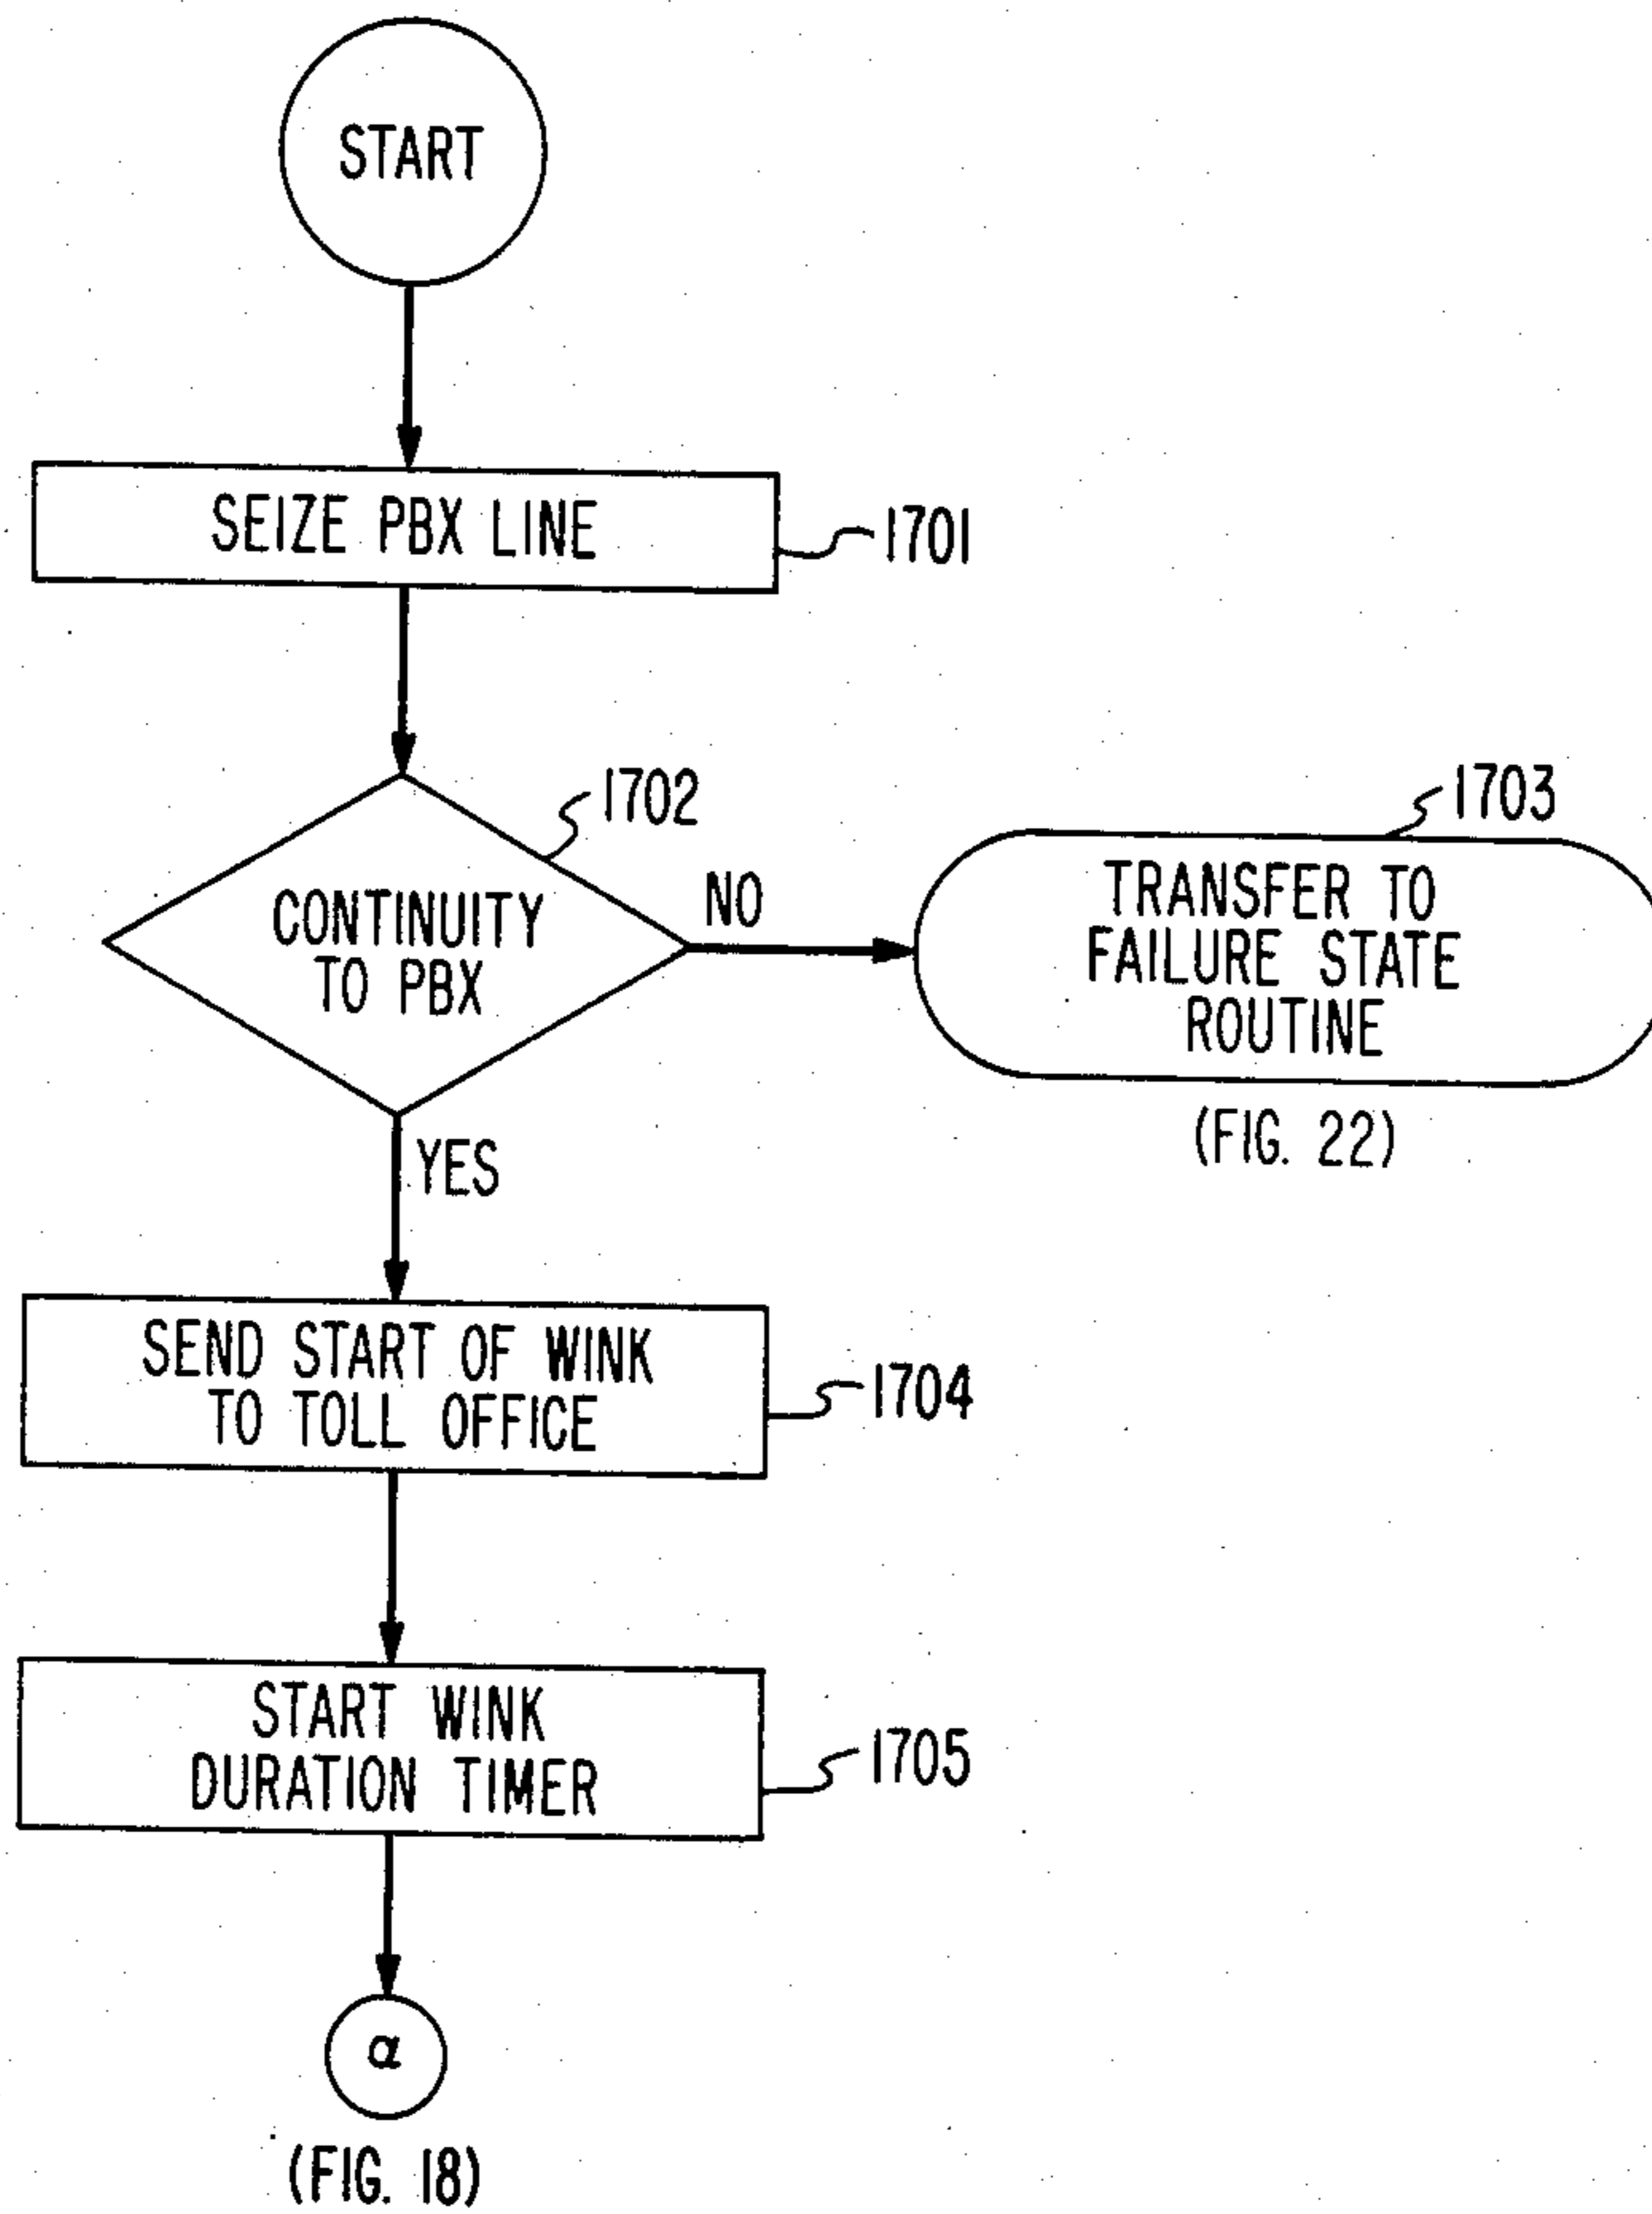 START
SEIZE PBX LINE
1701
1702
CONTINUITY
TO PBX
NO
1703
TRANSFER TO
FAILURE STATE
ROUTINE
(FIG. 22)
YES
SEND START OF WINK
TO TOLL OFFICE
1704
START WINK
DURATION TIMER
1705
α
(FIG. 18)